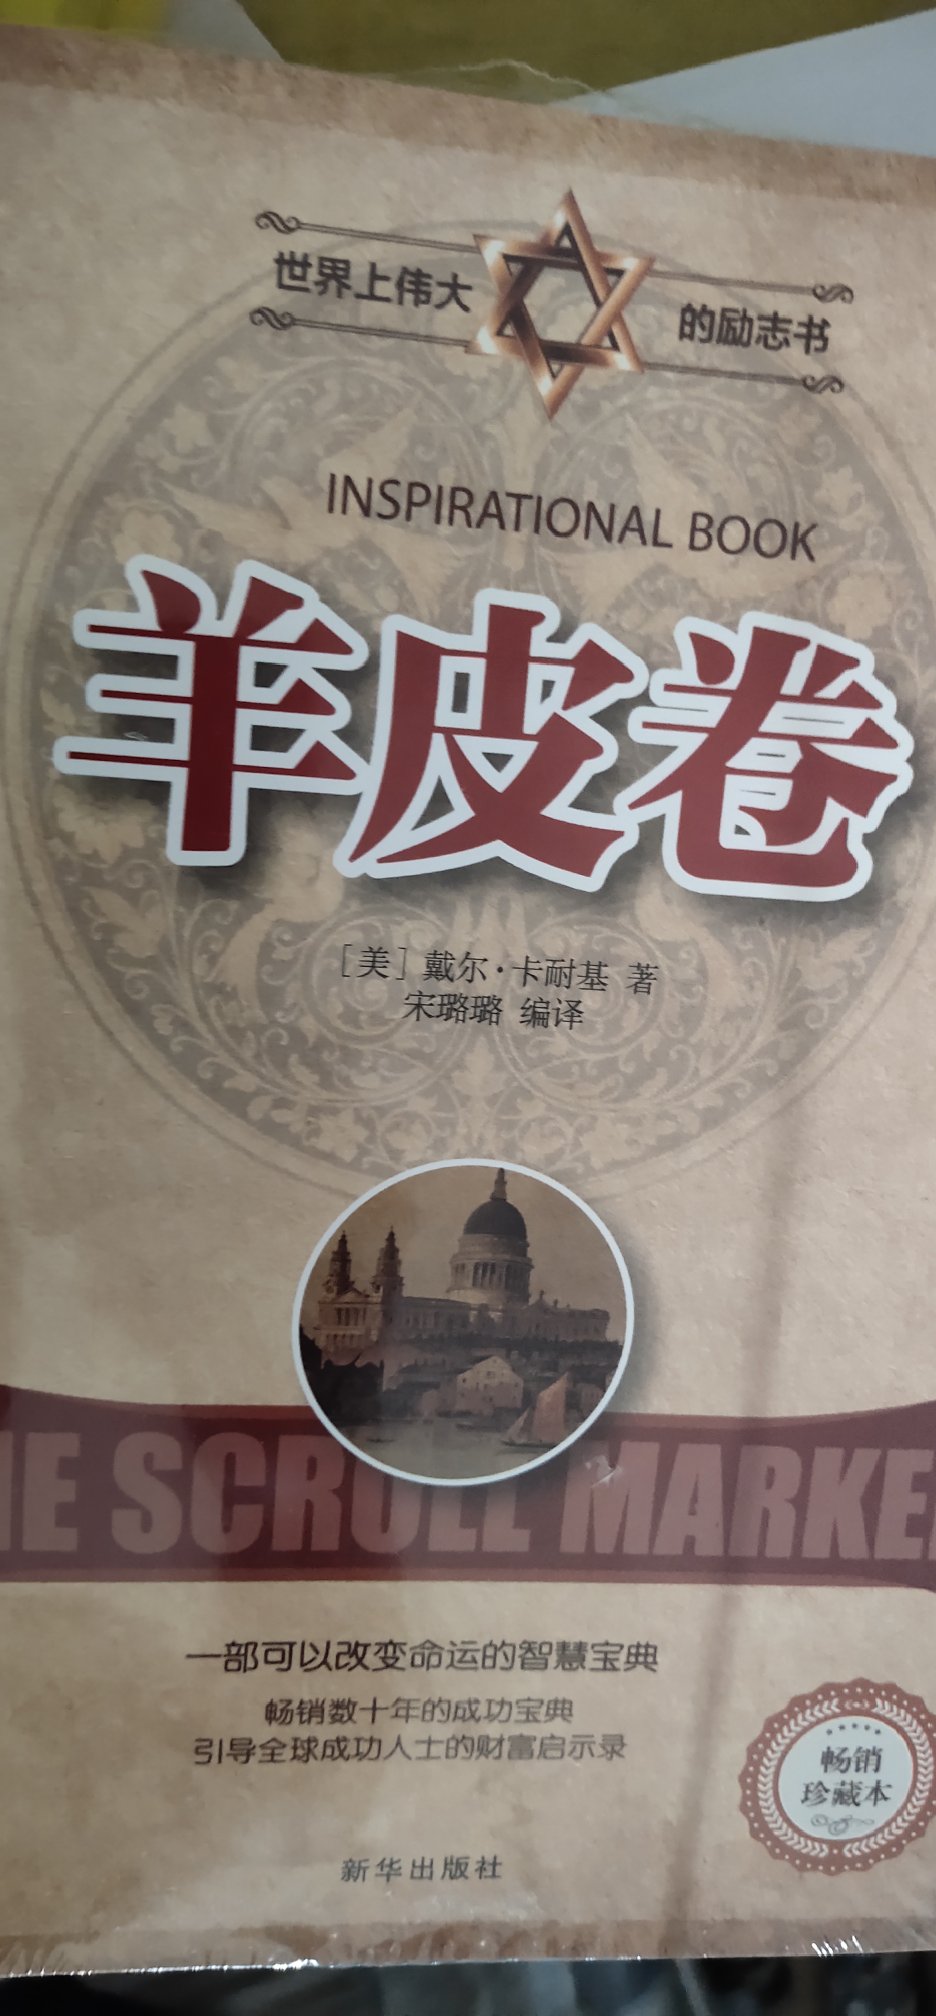 世界上伟大 的励志书
INSPIRATIONAL BOOK
羊皮卷
［美］戴尔·卡耐基 著
宋璐璐 编译
HE SCROLL MARKE
一部可以改变命运的智慧宝典
畅销数十年的成功宝典
引导全球成功人士的财富启示录
畅销
珍藏本
新华出版社